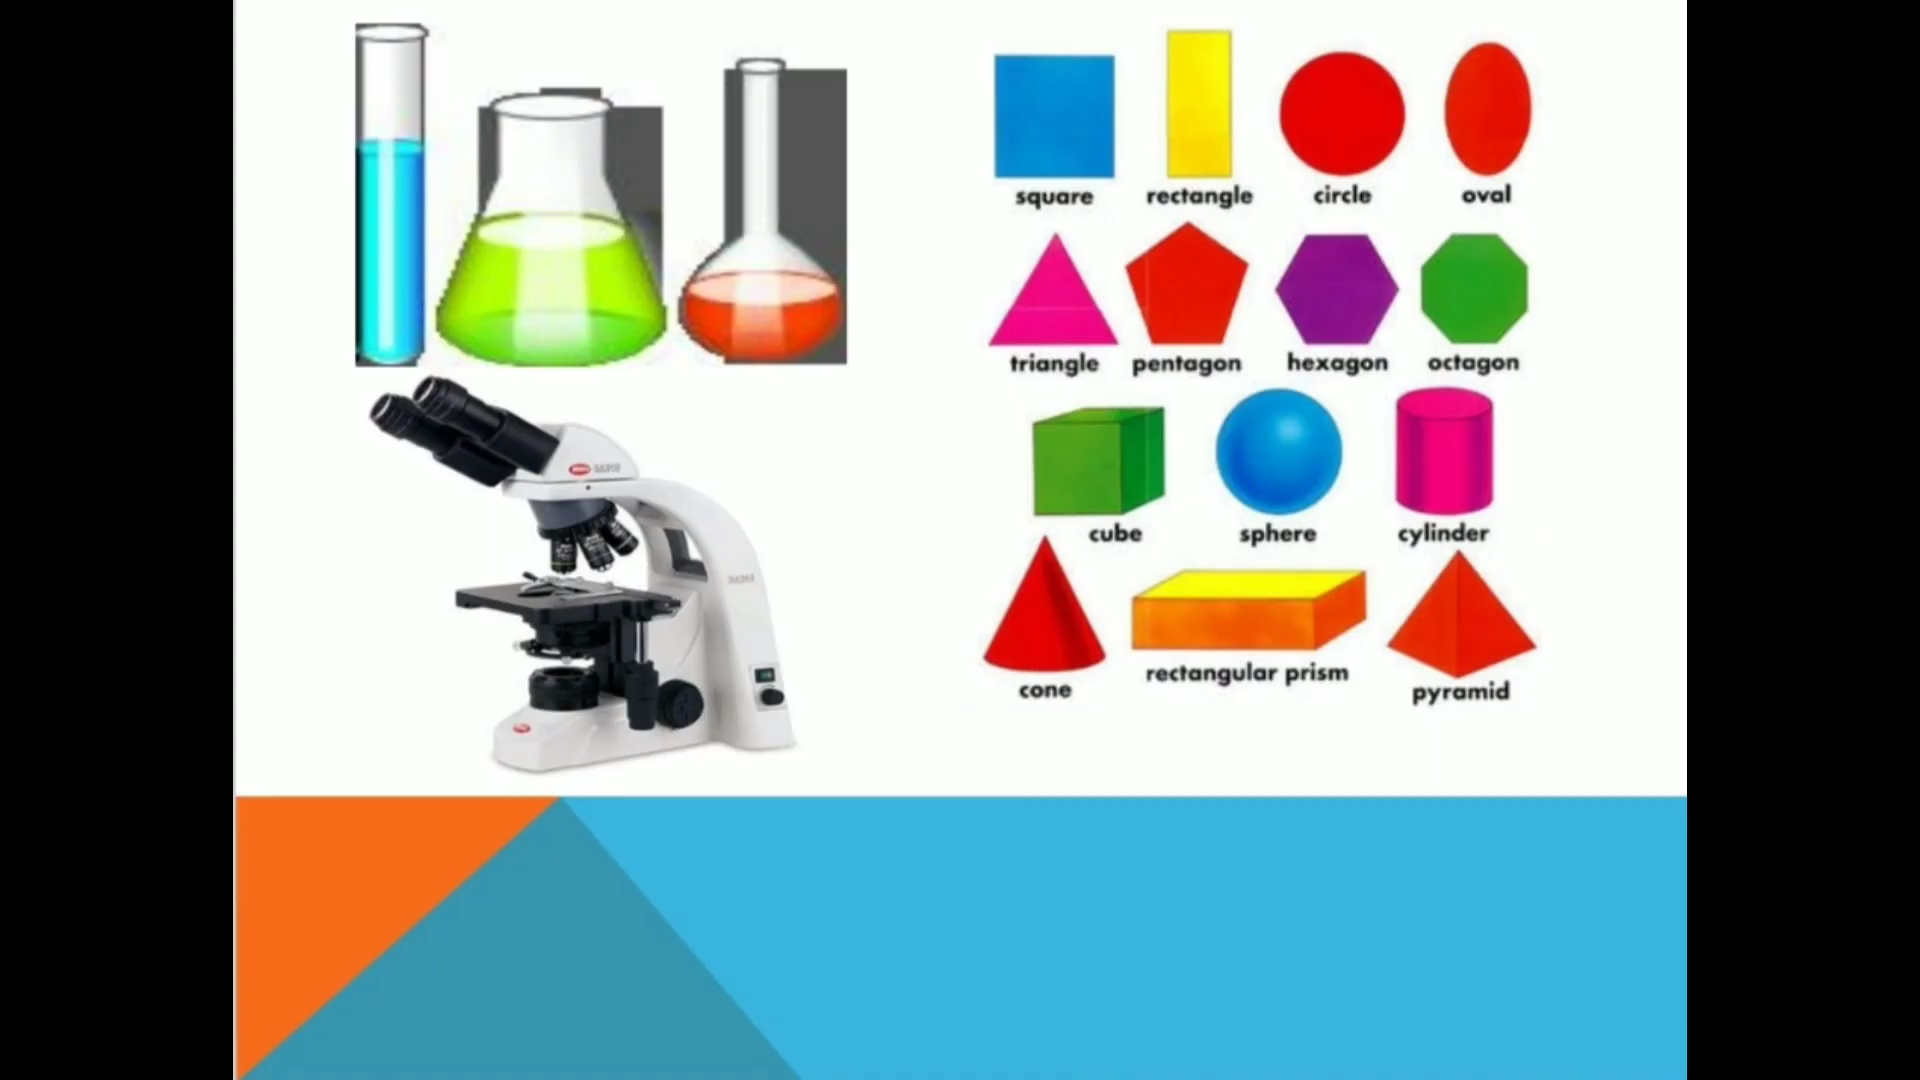 square rectangle circle oval
triangle pentagon hexagon octagon
cube sphere cylinder
cone rectangular prism pyramid